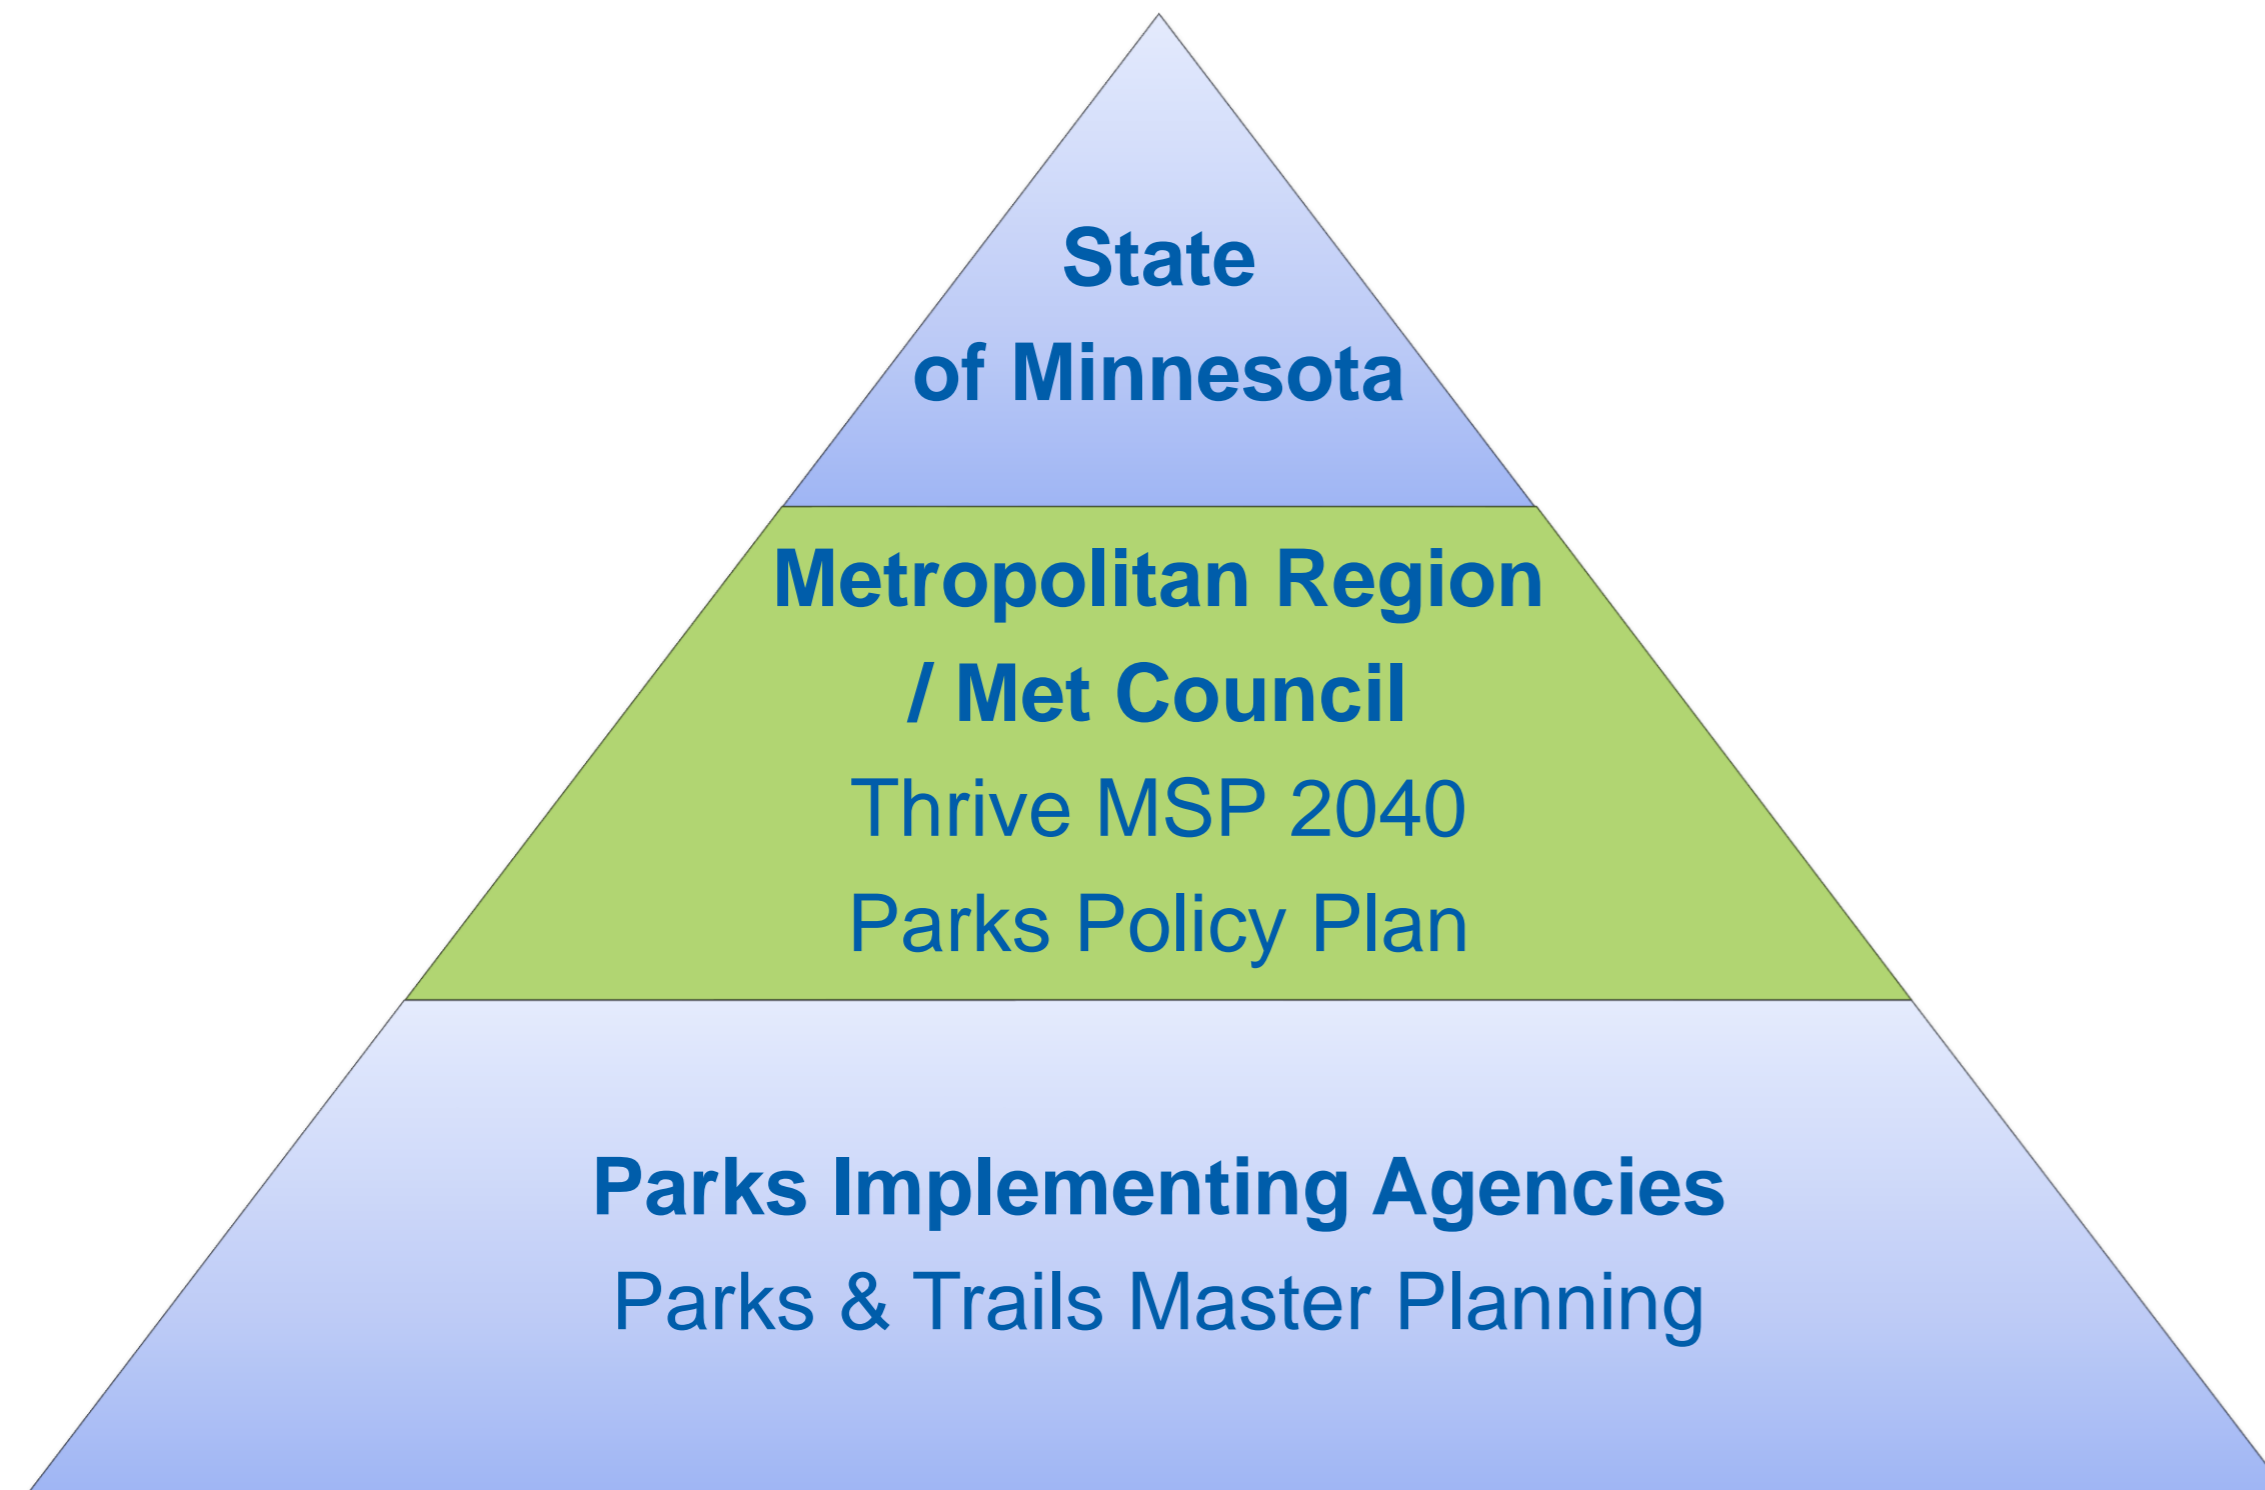 State
of Minnesota
Metropolitan Region
/ Met Council
Thrive MSP 2040
Parks Policy Plan
Parks Implementing Agencies
Parks & Trails Master Planning